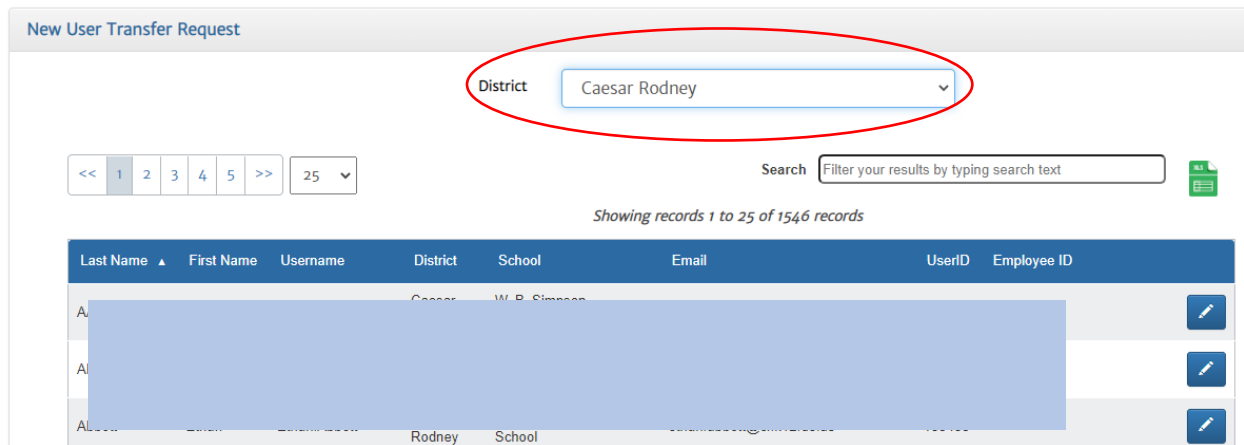 New User Transfer Request
District Caesar Rodney
<< 1 2 3 4 5 >> 25
Search Filter your results by typing search text
XLS
Showing records 1 to 25 of 1546 records
Last Name ▲ First Name Username District School Email UserID Employee ID
Rodney School